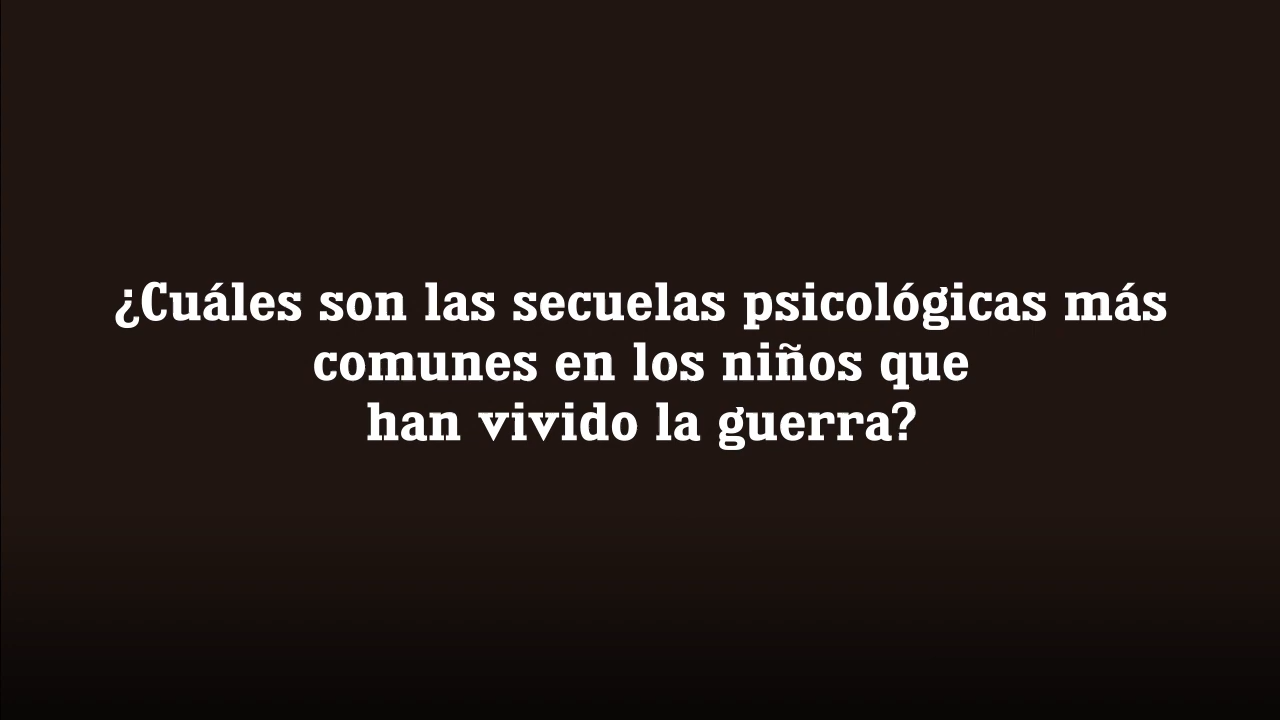 ¿Cuáles son las secuelas psicológicas más
comunes en los niños que
han vivido la guerra?